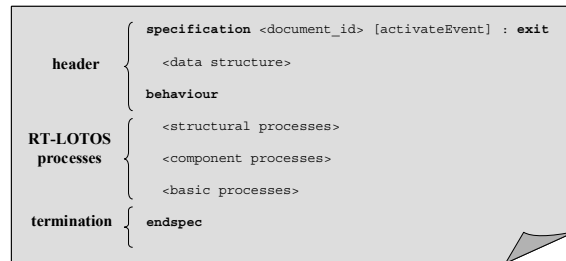 specification <document_id> [activateEvent] : exit
header
<data structure>
behaviour
<structural processes>
RT-LOTOS
processes
<component processes>
<basic processes>
termination
endspec